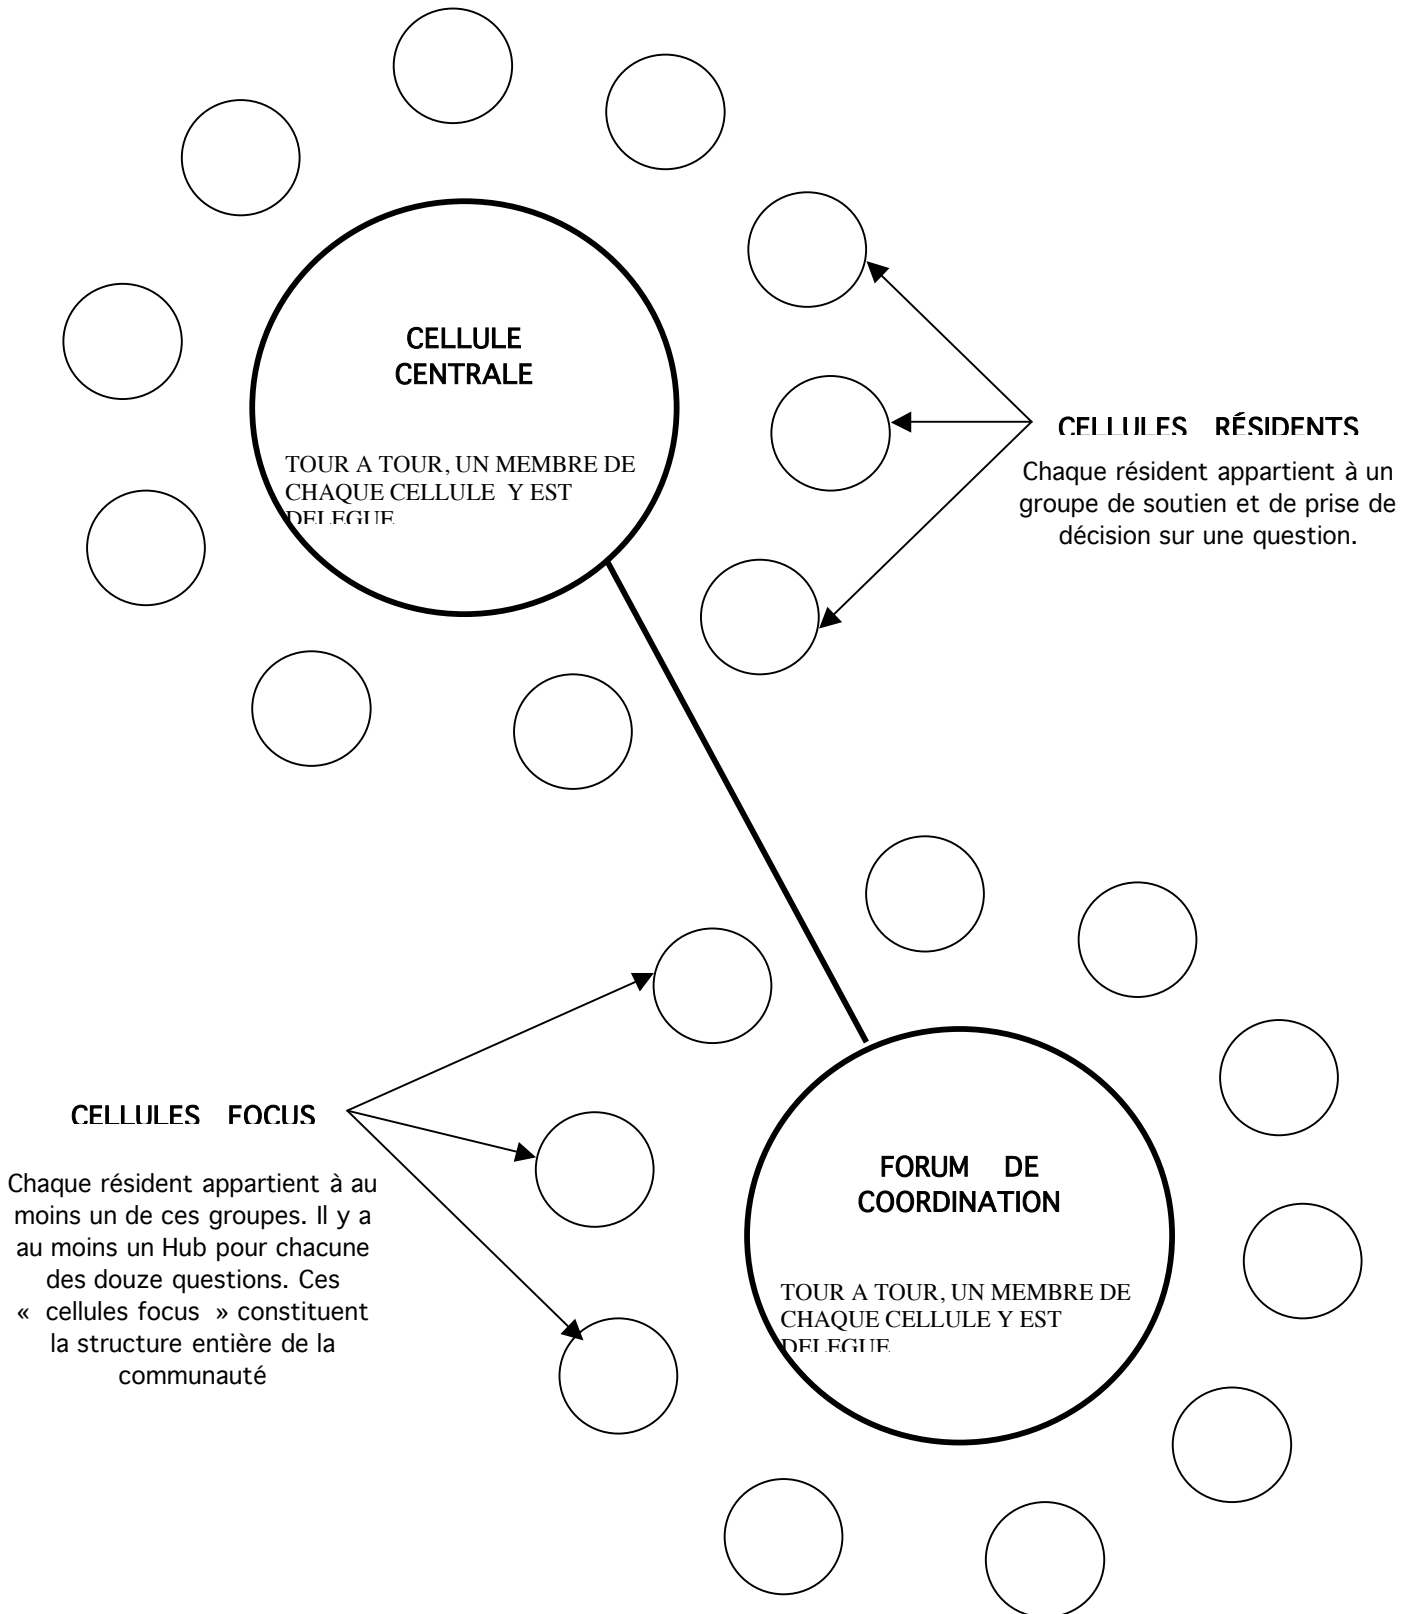 CELLULE
CENTRALE
TOUR A TOUR, UN MEMBRE DE
CHAQUE CELLULE Y EST
DELEGUE
CELLULES RÉSIDENTS
Chaque résident appartient à un
groupe de soutien et de prise de
décision sur une question.
CELLULES FOCUS
Chaque résident appartient à au
moins un de ces groupes. Il y a
au moins un Hub pour chacune
des douze questions. Ces
« cellules focus » constituent
la structure entière de la
communauté
FORUM DE
COORDINATION
TOUR A TOUR, UN MEMBRE DE
CHAQUE CELLULE Y EST
DELEGUE